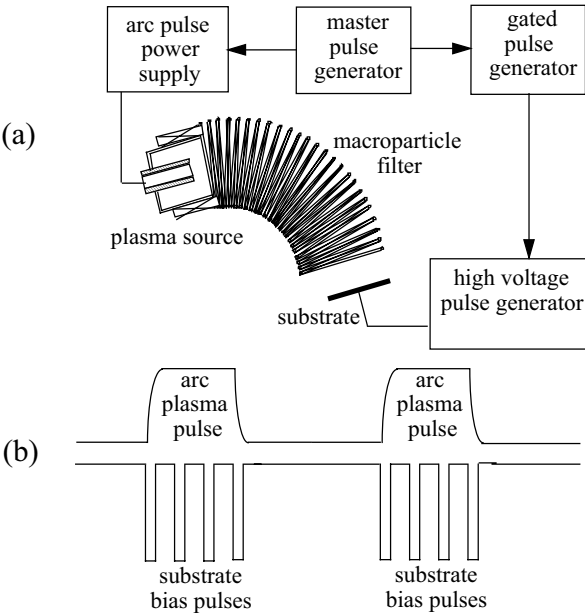 arc pulse
power
supply
master
pulse
generator
gated
pulse
generator
(a)
macroparticle
filter
plasma source
high voltage
pulse generator
substrate
arc
plasma
pulse
arc
plasma
pulse
(b)
substrate
bias pulses
substrate
bias pulses